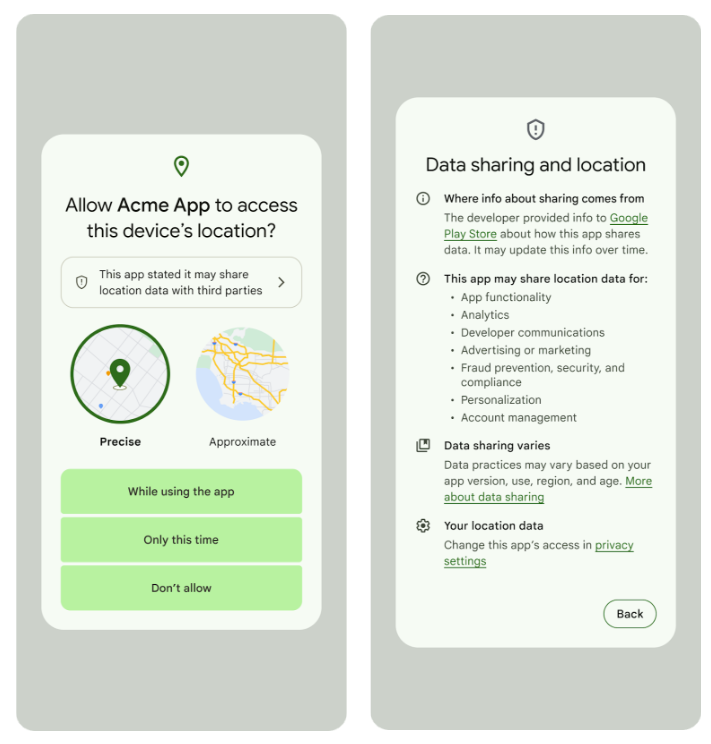 Allow Acme App to access
this device's location?
This app stated it may share
location data with third parties
Precise
Approximate
While using the app
Only this time
Don't allow
Data sharing and location
Where info about sharing comes from
The developer provided info to Google
Play Store about how this app shares
data. It may update this info over time.
This app may share location data for:
• App functionality
• Analytics
• Developer communications
• Advertising or marketing
• Fraud prevention, security, and
compliance
• Personalization
• Account management
Data sharing varies
Data practices may vary based on your
app version, use, region, and age. More
about data sharing
Your location data
Change this app's access in privacy
settings
Back